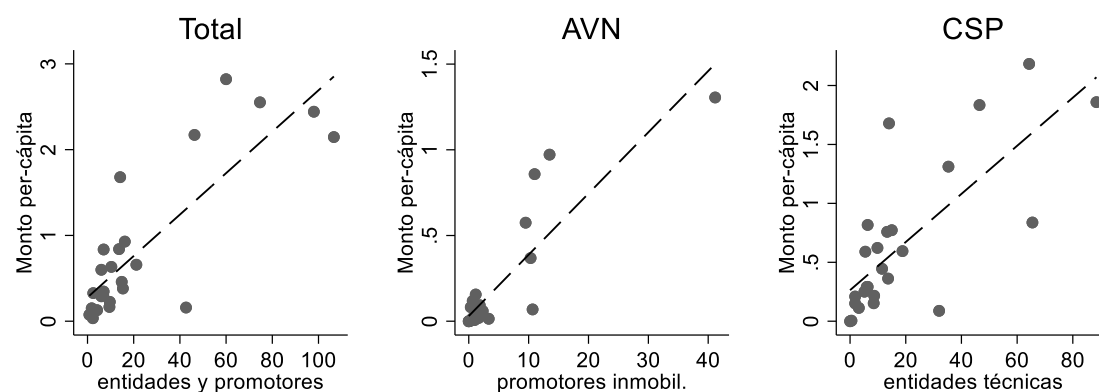 Total
Monto per-cápita
0
1
2
3
0 20 40 60 80 100
entidades y promotores
AVN
Monto per-cápita
0
.5
1
1.5
0 10 20 30 40
promotores inmobil.
CSP
Monto per-cápita
0
.5
1
1.5
2
0 20 40 60 80
entidades técnicas